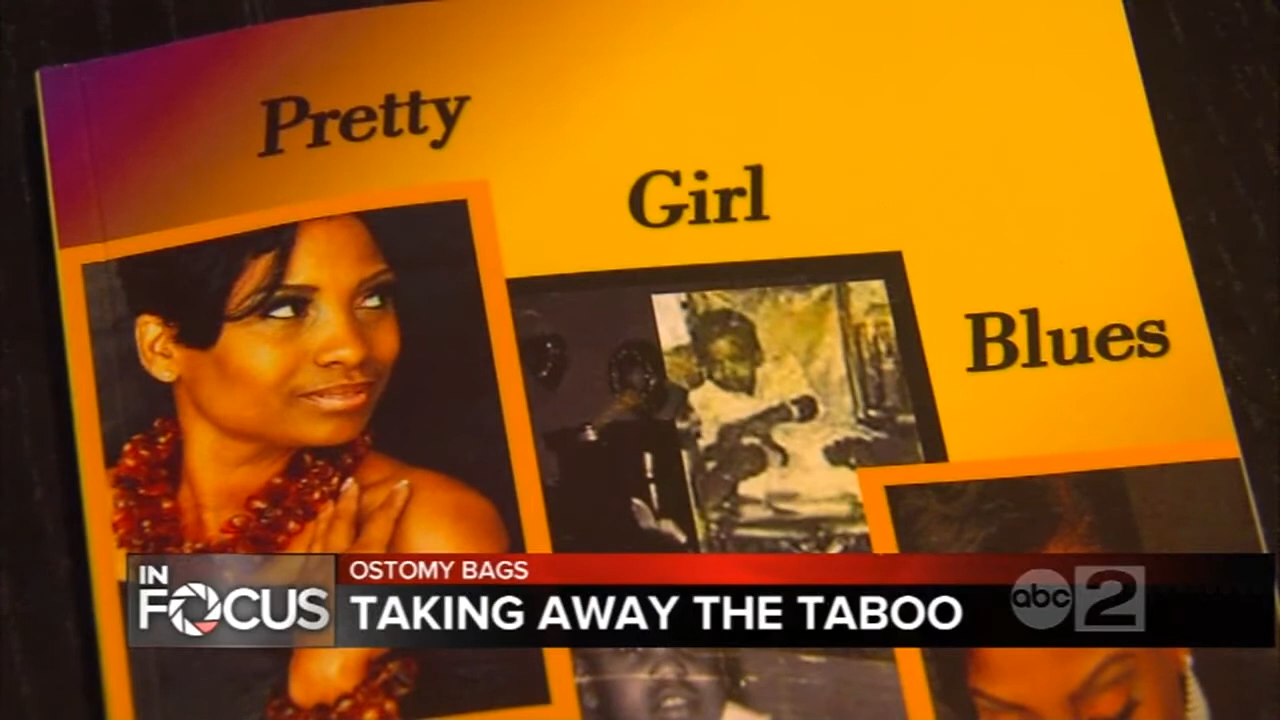 Pretty
Girl
Blues
IN
FOCUS
OSTOMY BAGS
TAKING AWAY THE TABOO
abc 2